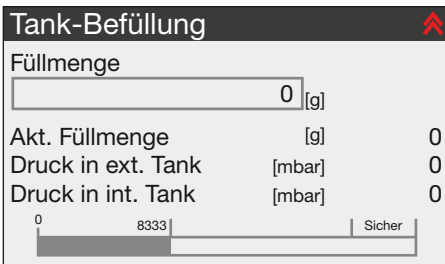 Tank-Befüllung
Füllmenge
0 [g]
Akt. Füllmenge [g] 0
Druck in ext. Tank [mbar] 0
Druck in int. Tank [mbar] 0
0 8333 Sicher